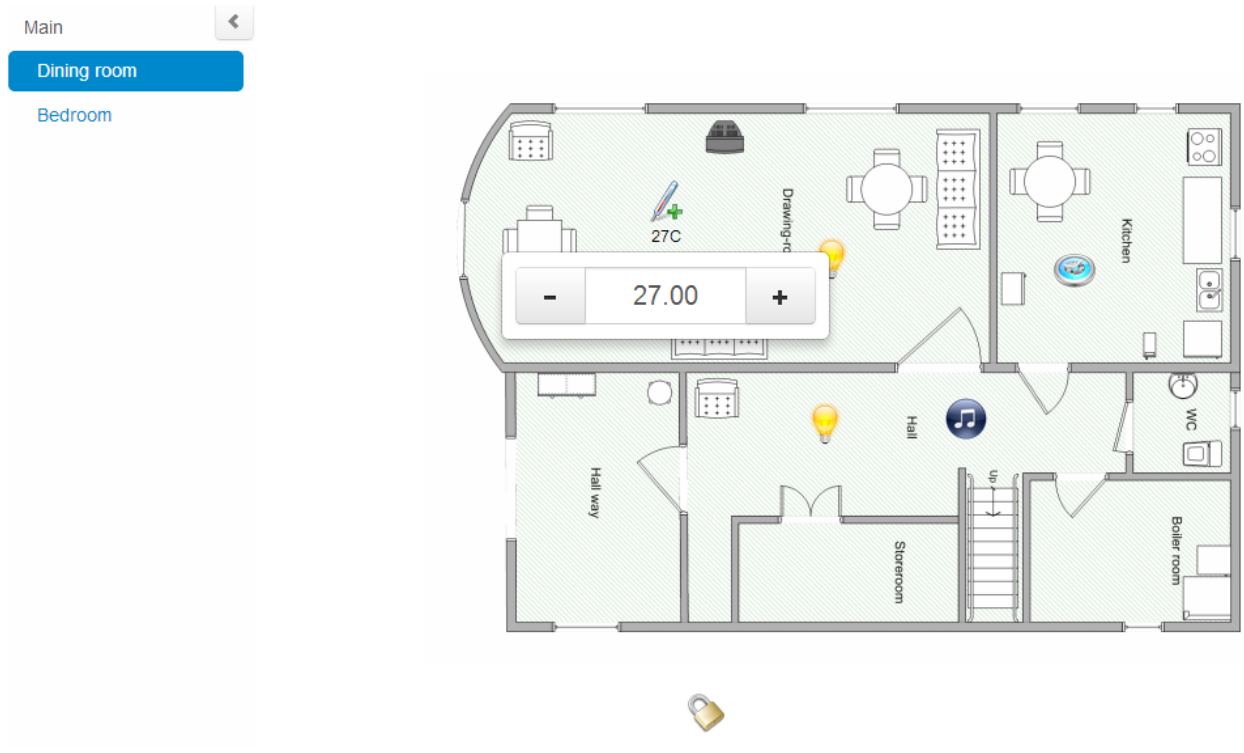 Main
Dining room
Bedroom
27C
Drawing-ro
- 27.00 +
Kitchen
Hall
WC
Up
Hall way
Storeroom
Boiler room